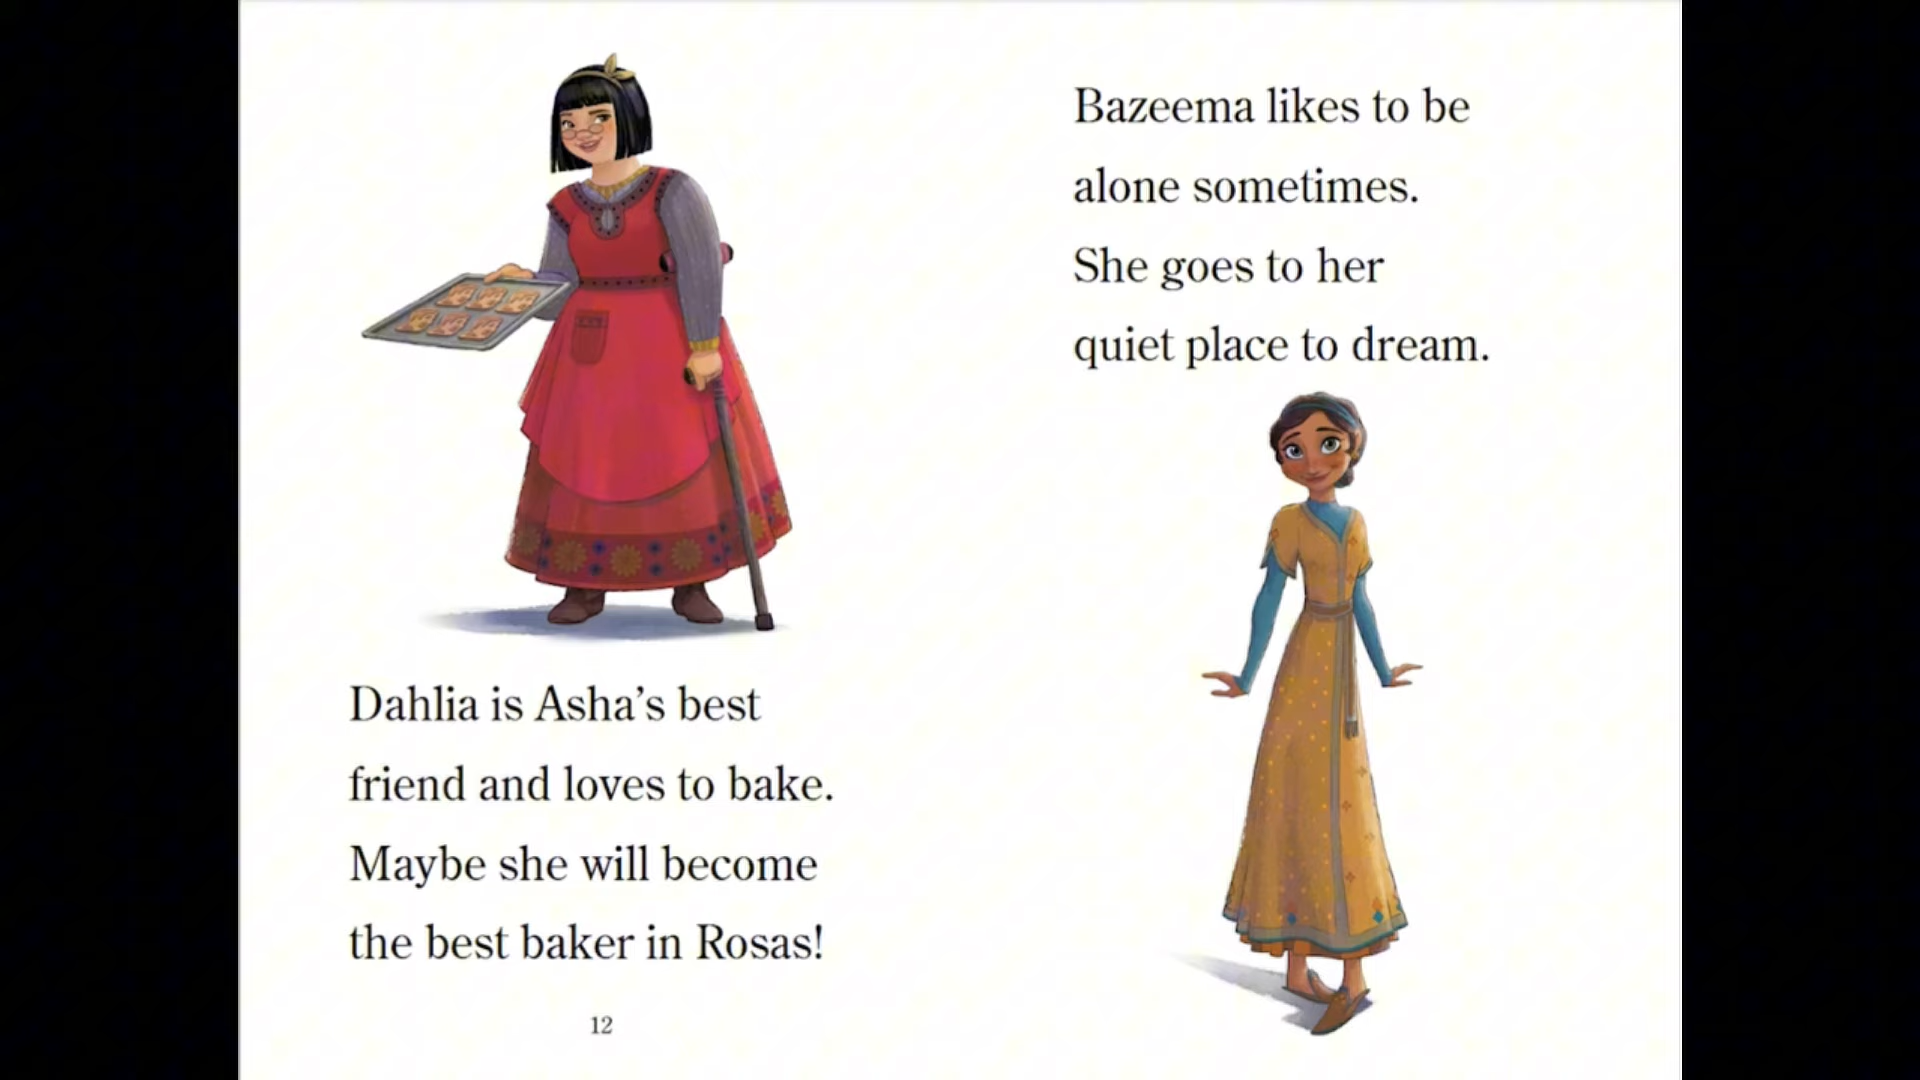 Dahlia is Asha’s best
friend and loves to bake.
Maybe she will become
the best baker in Rosas!
12
Bazeema likes to be
alone sometimes.
She goes to her
quiet place to dream.